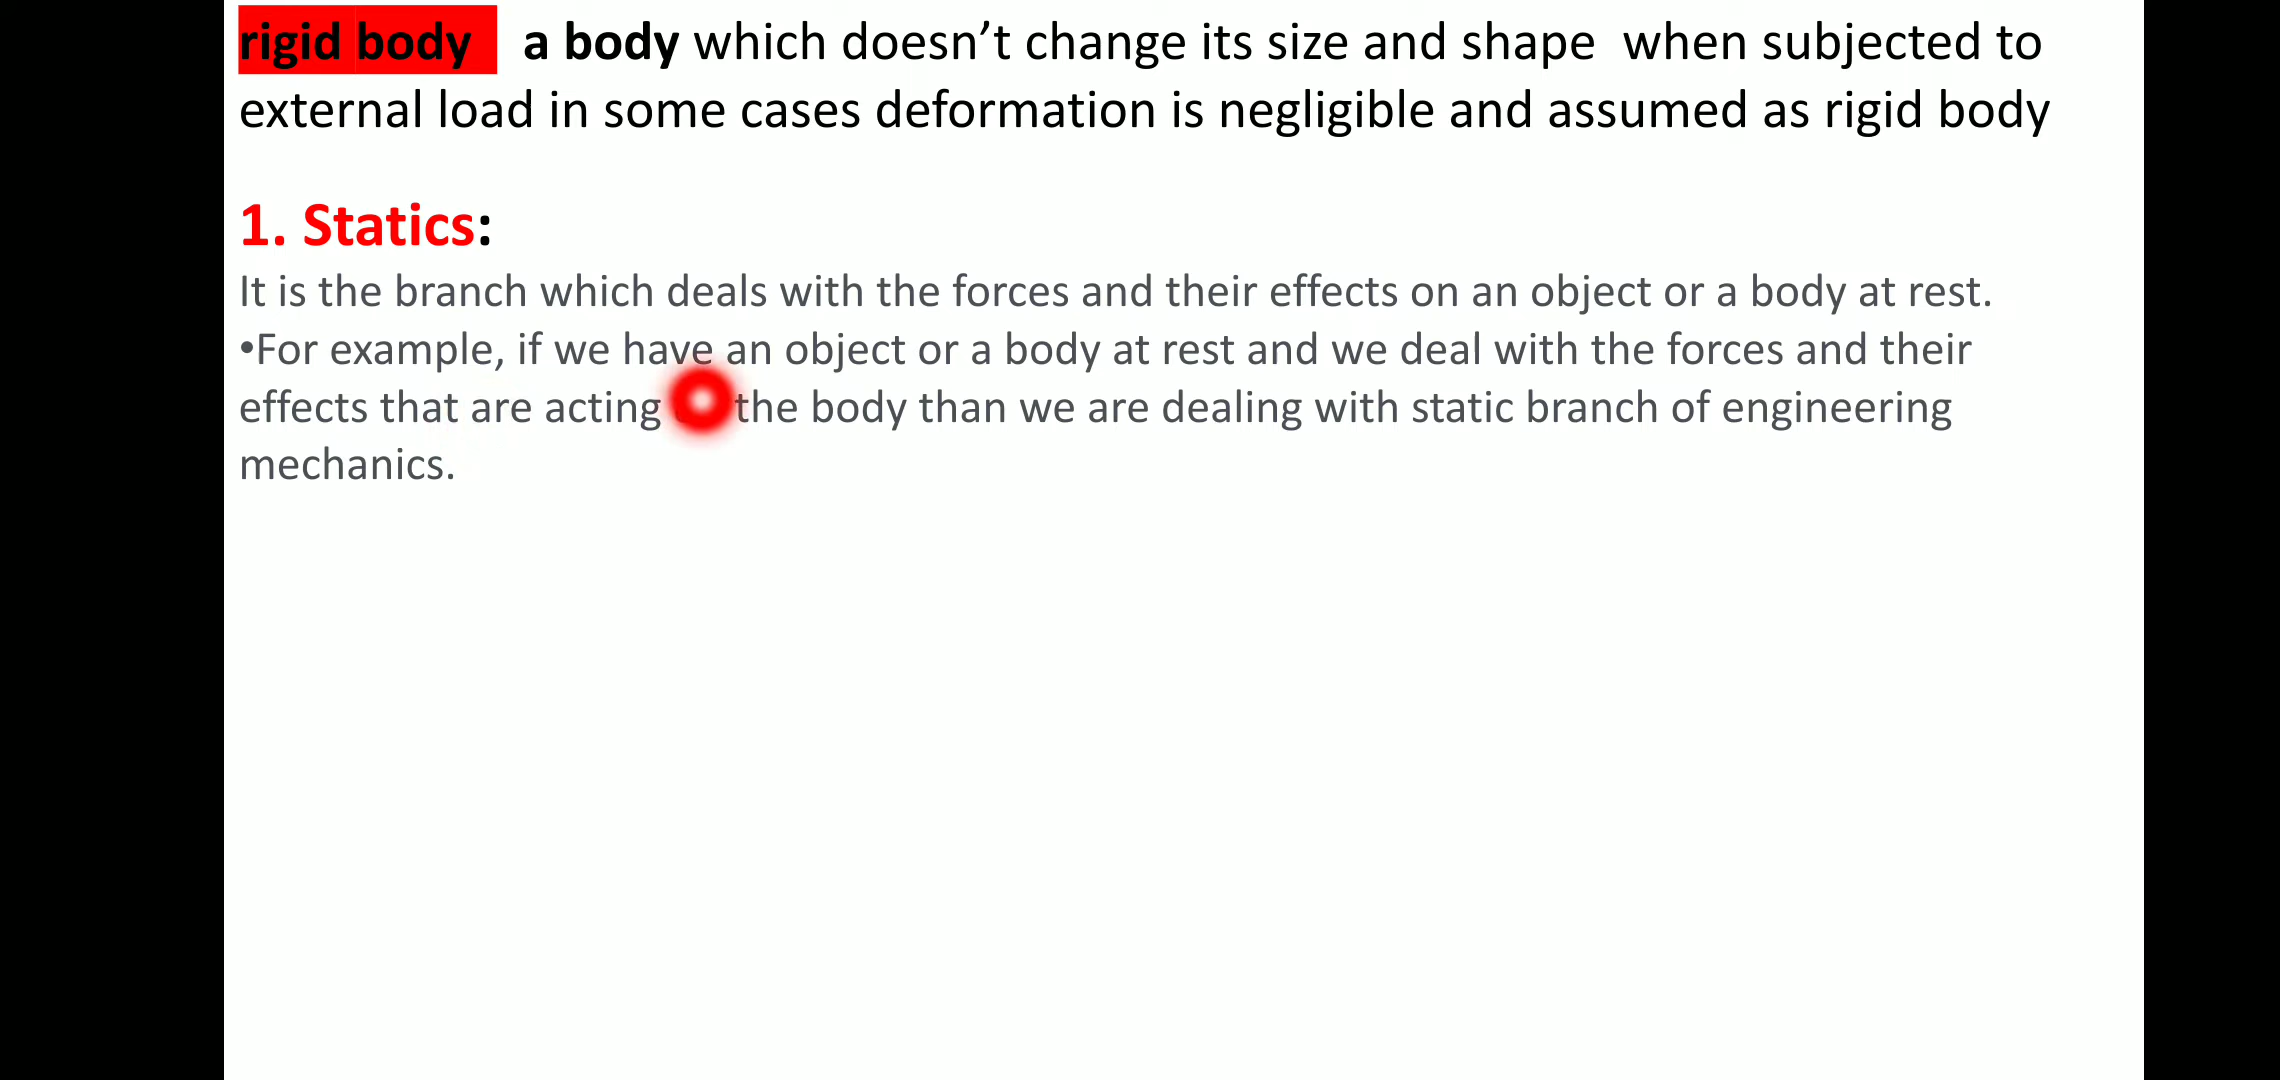 rigid body a body which doesn’t change its size and shape when subjected to
external load in some cases deformation is negligible and assumed as rigid body
1. Statics:
It is the branch which deals with the forces and their effects on an object or a body at rest.
•For example, if we have an object or a body at rest and we deal with the forces and their
effects that are acting the body than we are dealing with static branch of engineering
mechanics.